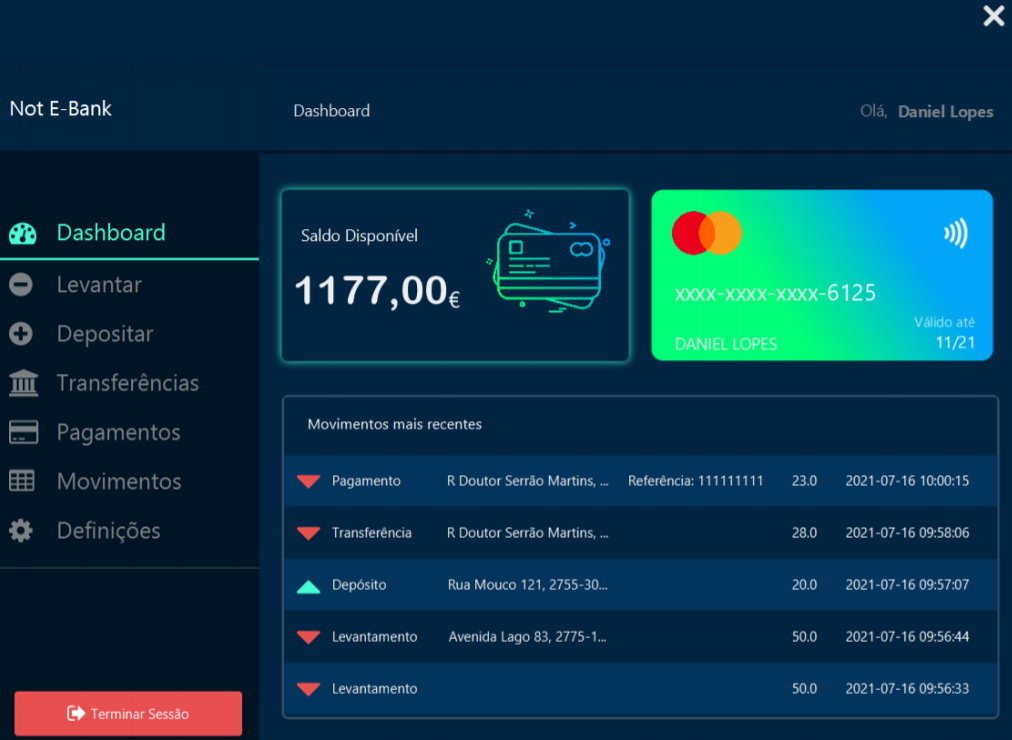 Not E-Bank
Dashboard
Olá, Daniel Lopes
Dashboard
Levantar
Depositar
Transferências
Pagamentos
Movimentos
Definições
Terminar Sessão
Saldo Disponível
1177,00€
xxxx-xxxx-xxxx-6125
Válido até
11/21
DANIEL LOPES
Movimentos mais recentes
Pagamento R Doutor Serrão Martins, ... Referência: 111111111 23.0 2021-07-16 10:00:15
Transferência R Doutor Serrão Martins, ... 28.0 2021-07-16 09:58:06
Depósito Rua Mouco 121, 2755-30... 20.0 2021-07-16 09:57:07
Levantamento Avenida Lago 83, 2775-1... 50.0 2021-07-16 09:56:44
Levantamento 50.0 2021-07-16 09:56:33